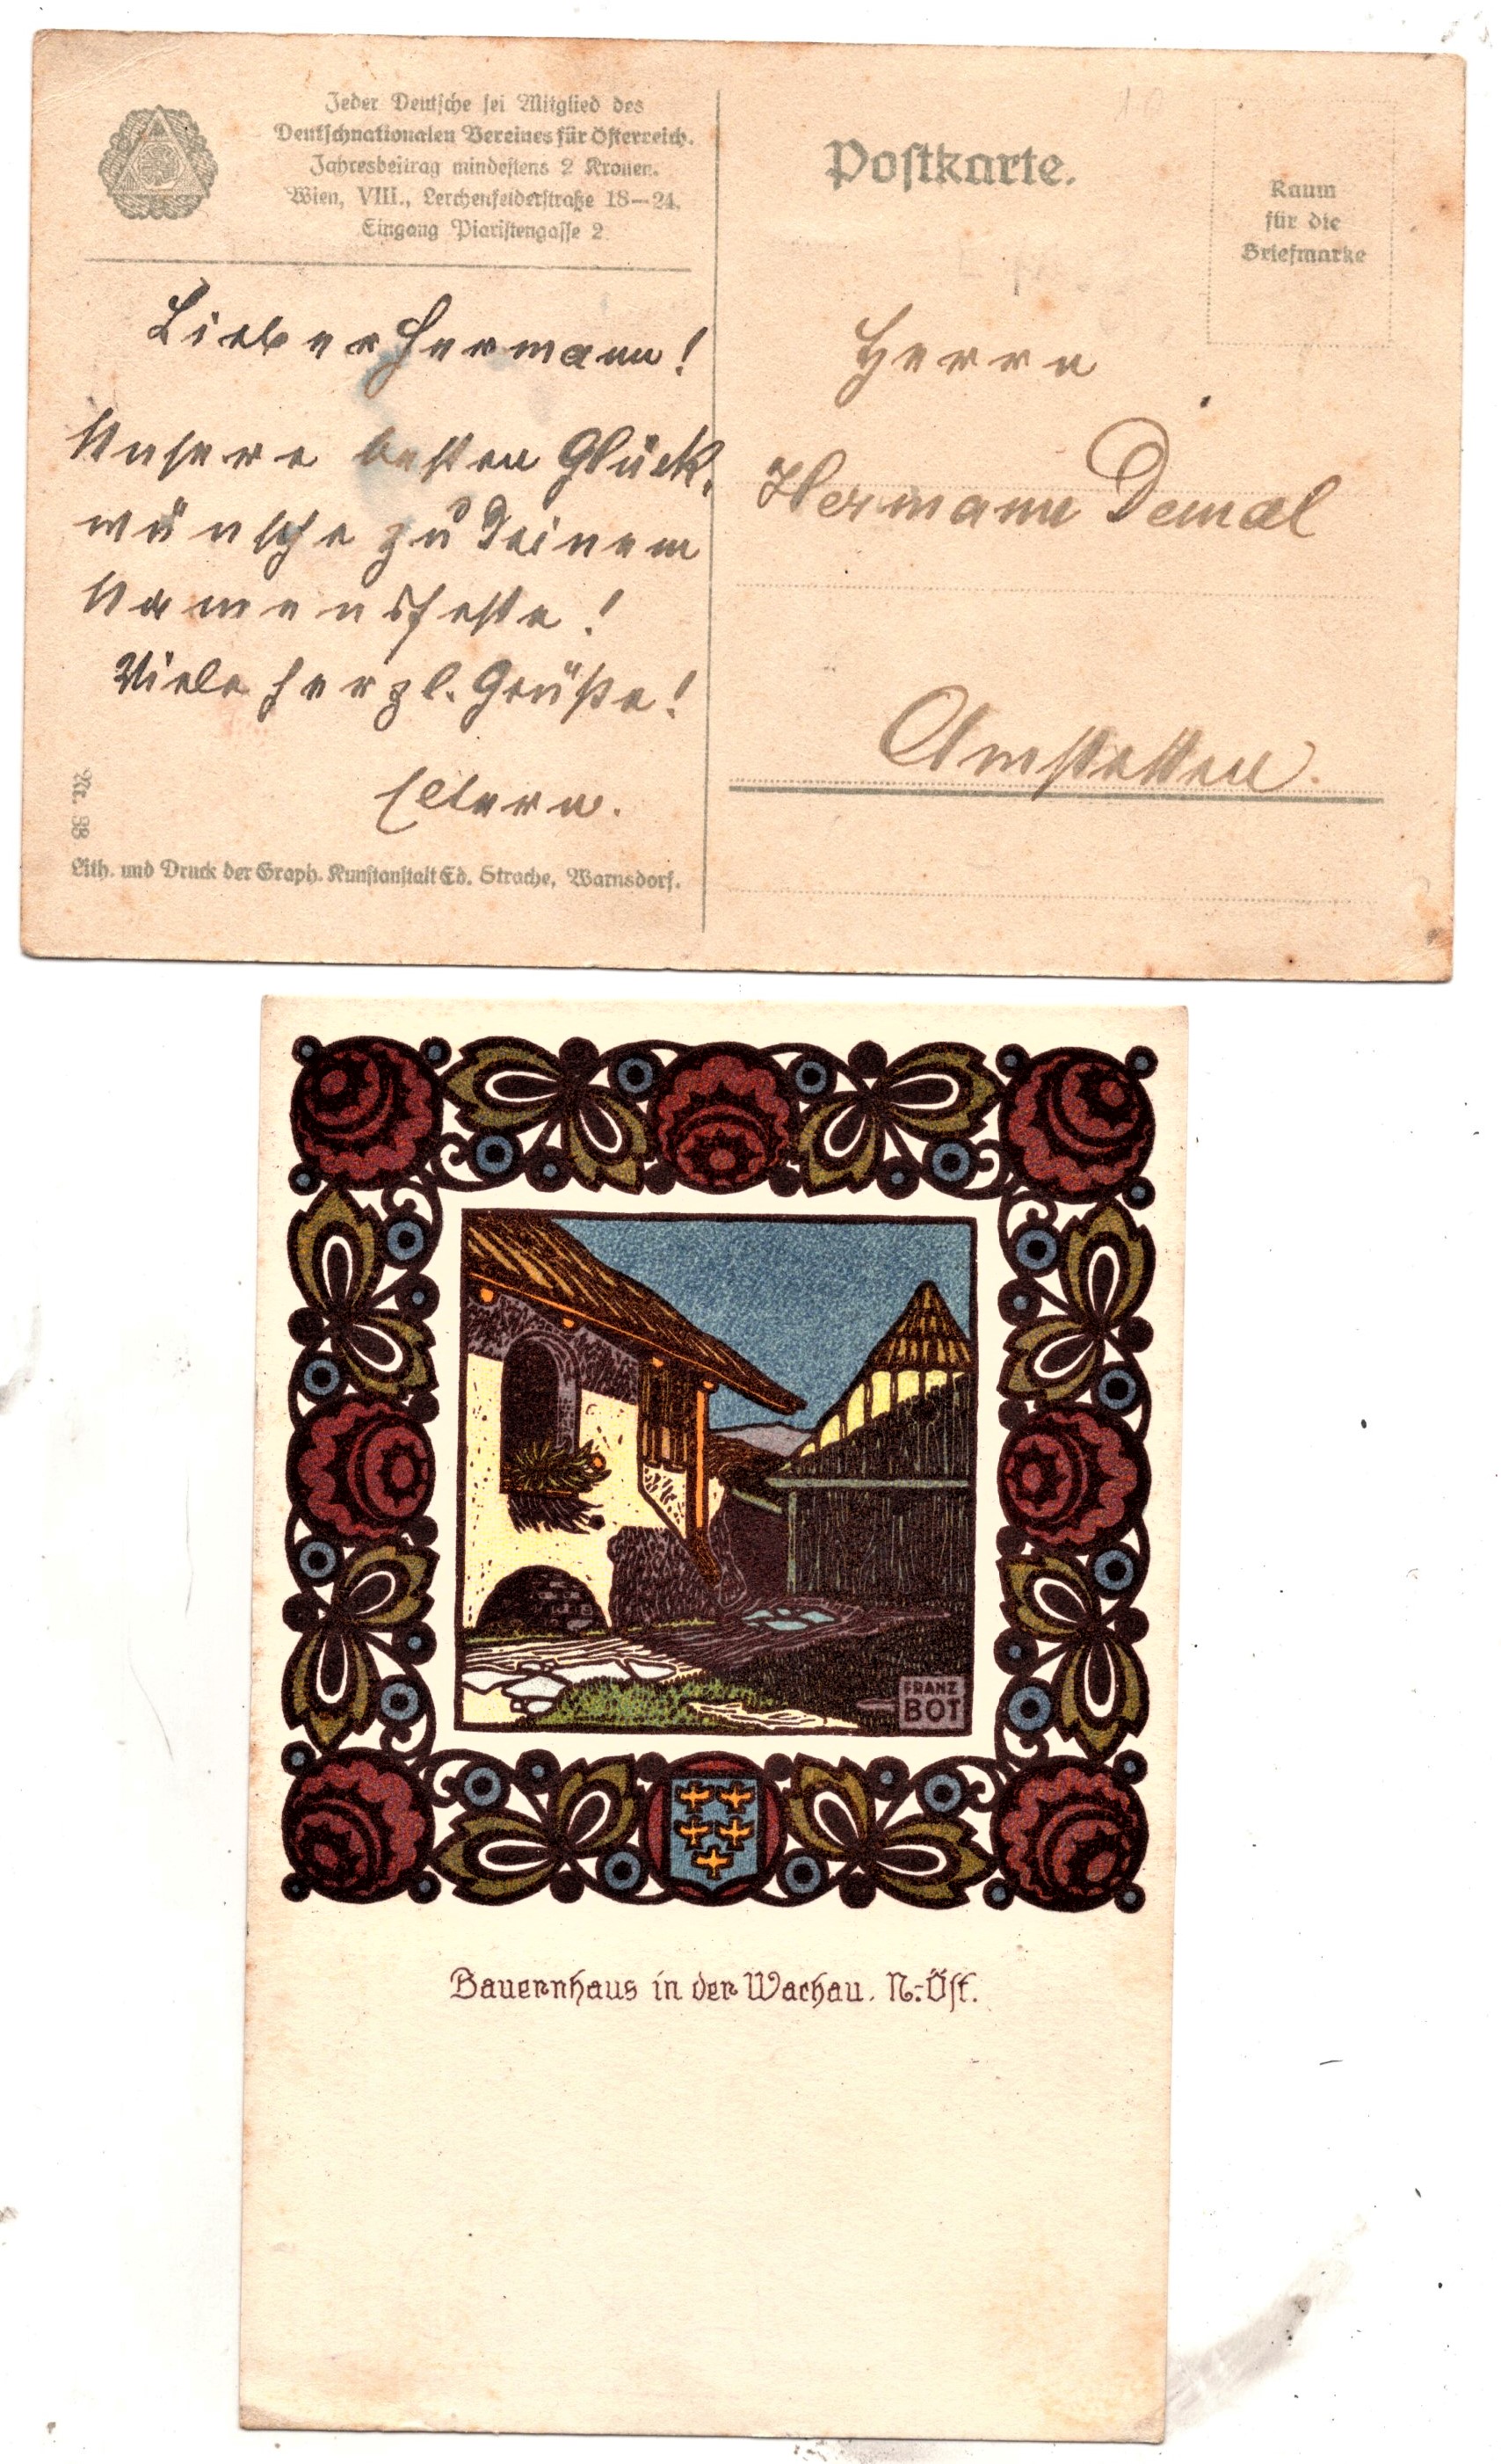 Jeder Deutsche sei Mitglied des
Deutschnationalen Vereines für Österreich.
Jahresbeitrag mindestens 2 Kronen.
Wien, VIII., Lerchenfelderstraße 18—24.
Eingang Piaristengasse 2
Lieber Hermann!
Unsere besten Glück-
wünsche zu Deinem
Namensfeste!
Viele herzl. Grüße!
Eltern.
Nr. 38
Lith. und Druck der Graph. Kunstanstalt Ed. Strache, Warnsdorf.
Postkarte.
Raum
für die
Briefmarke
Herrn
Hermann Demal
Amstetten.
FRANZ
BOT
Bauernhaus in der Wachau. N.-Öst.